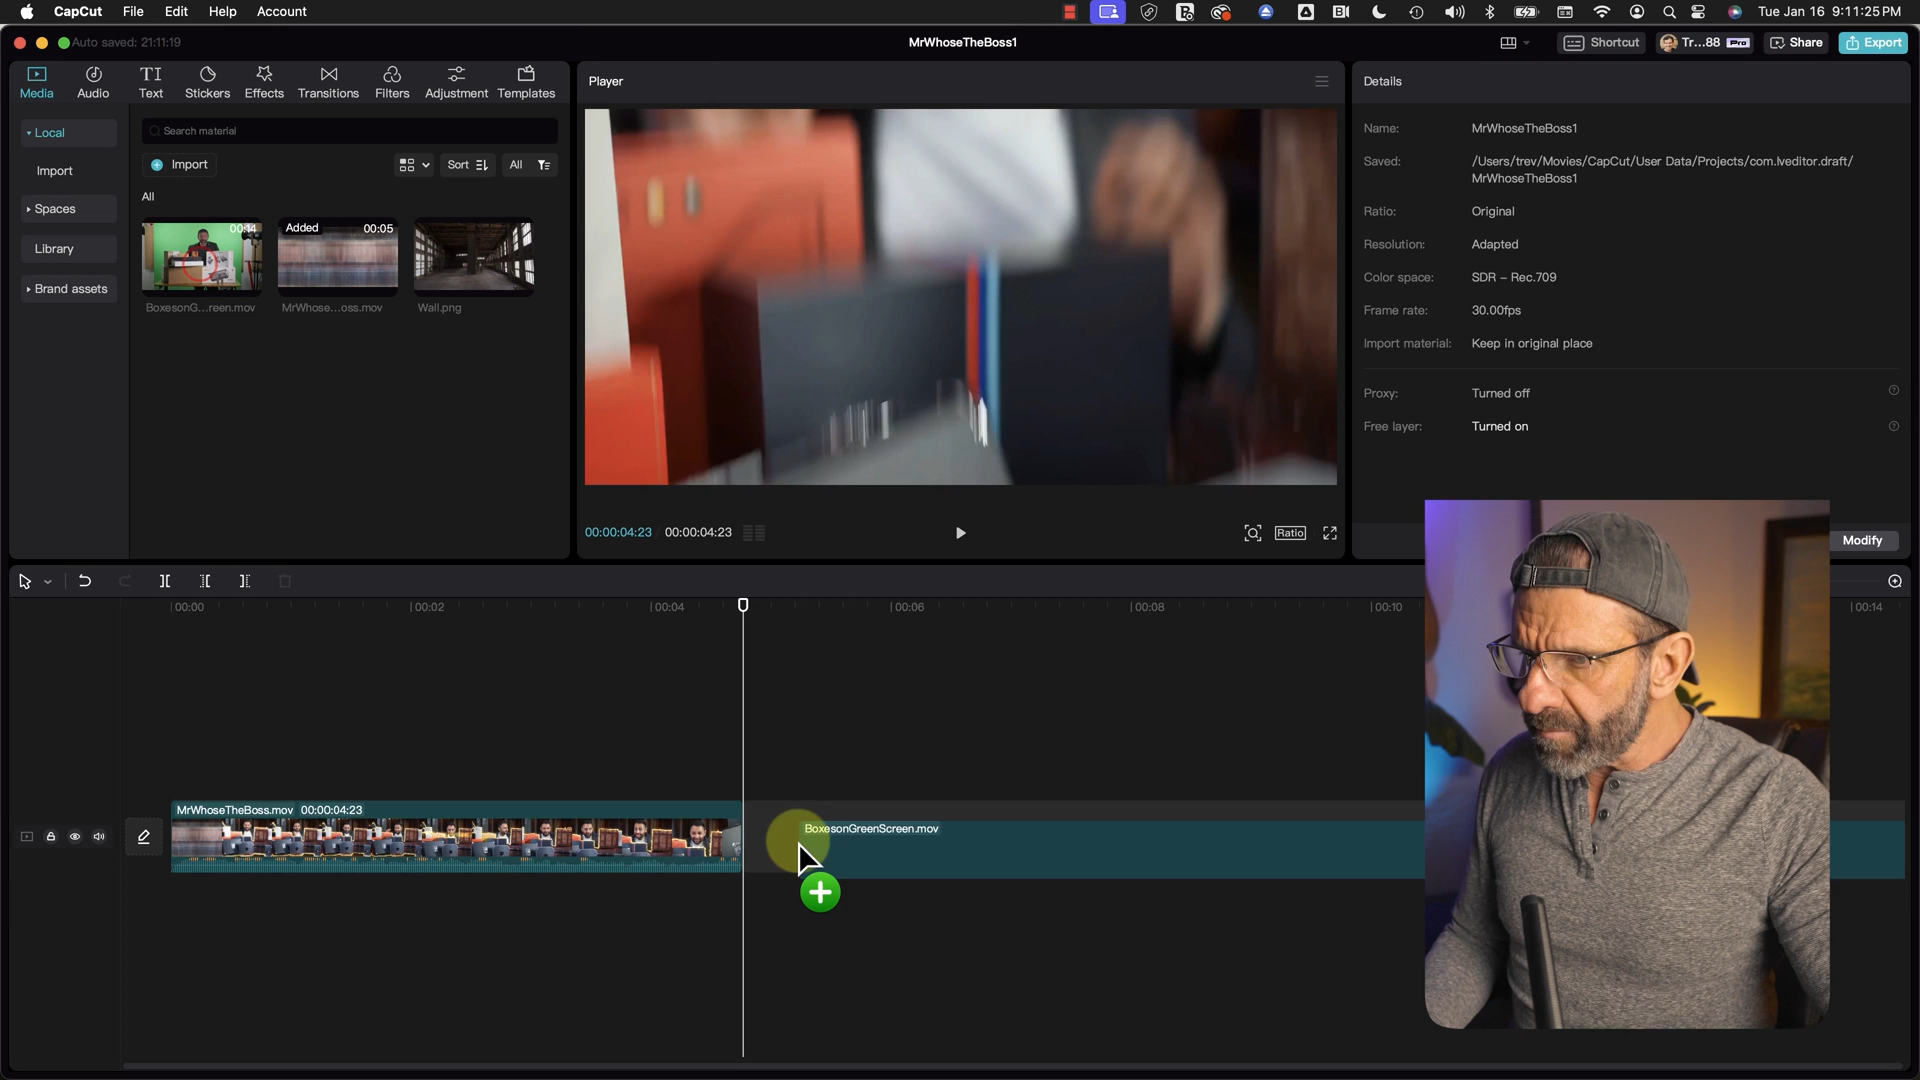 CapCut File Edit Help Account Tue Jan 16 9:11:25 PM
Auto saved: 21:11:19 MrWhoseTheBoss1 Shortcut Tr...88 Pro Share Export
Media Audio Text Stickers Effects Transitions Filters Adjustment Templates
TI
Player
Details
Local
Import
Spaces
Library
Brand assets
Search material
Import Sort All
All
00:14 Added 00:05
BoxesonG...reen.mov MrWhose...oss.mov Wall.png
00:00:04:23 00:00:04:23 Ratio
Name: MrWhoseTheBoss1
Saved: /Users/trev/Movies/CapCut/User Data/Projects/com.lveditor.draft/
MrWhoseTheBoss1
Ratio: Original
Resolution: Adapted
Color space: SDR – Rec.709
Frame rate: 30.00fps
Import material: Keep in original place
Proxy: Turned off
Free layer: Turned on
Modify
00:00 00:02 00:04 00:06 00:08 00:10 00:14
MrWhoseTheBoss.mov 00:00:04:23
BoxesonGreenScreen.mov